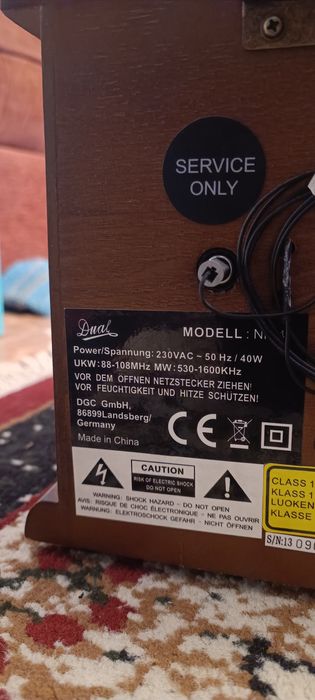 SERVICE
ONLY
Dual
MODELL :
Power/Spannung: 230VAC ~ 50 Hz / 40W
UKW: 88-108MHz MW: 530-1600KHz
VOR DEM ÖFFNEN NETZSTECKER ZIEHEN!
VOR FEUCHTIGKEIT UND HITZE SCHÜTZEN!
DGC GmbH,
86899Landsberg/
Germany
Made in China
CE
CAUTION
RISK OF ELECTRIC SHOCK
DO NOT OPEN
WARNING: SHOCK HAZARD - DO NOT OPEN
AVIS: RISQUE DE CHOC ÉLECTRONIQUE - NE PAS OUVRIR
WARNUNG: ELEKTROSCHOCK GEFAHR - NICHT ÖFFNEN
CLASS 1
KLASS 1
LUOKEN
KLASSE
S/N:13 09